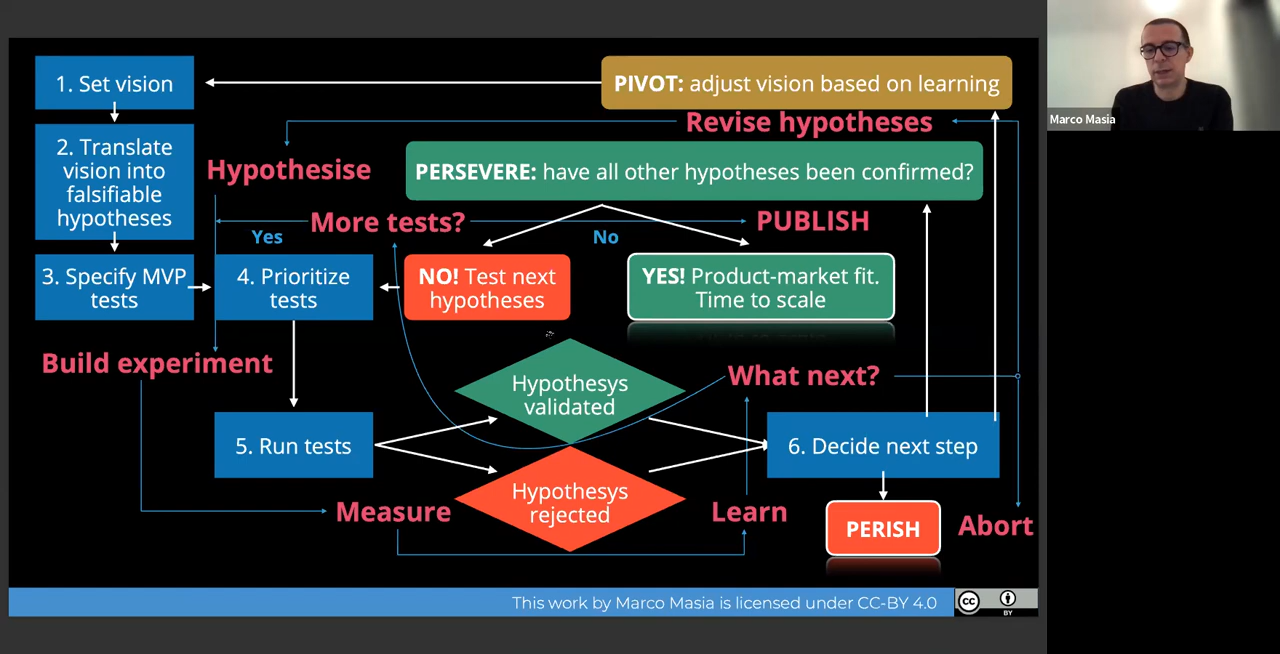 1. Set vision
PIVOT: adjust vision based on learning
Marco Masia
Revise hypotheses
2. Translate
vision into
falsifiable
hypotheses
Hypothesise
PERSEVERE: have all other hypotheses been confirmed?
More tests?
PUBLISH
Yes
No
3. Specify MVP
tests
4. Prioritize
tests
NO! Test next
hypotheses
YES! Product-market fit.
Time to scale
Build experiment
Hypothesys
validated
What next?
5. Run tests
6. Decide next step
Hypothesys
rejected
Measure
Learn
PERISH
Abort
This work by Marco Masia is licensed under CC-BY 4.0
cc
BY